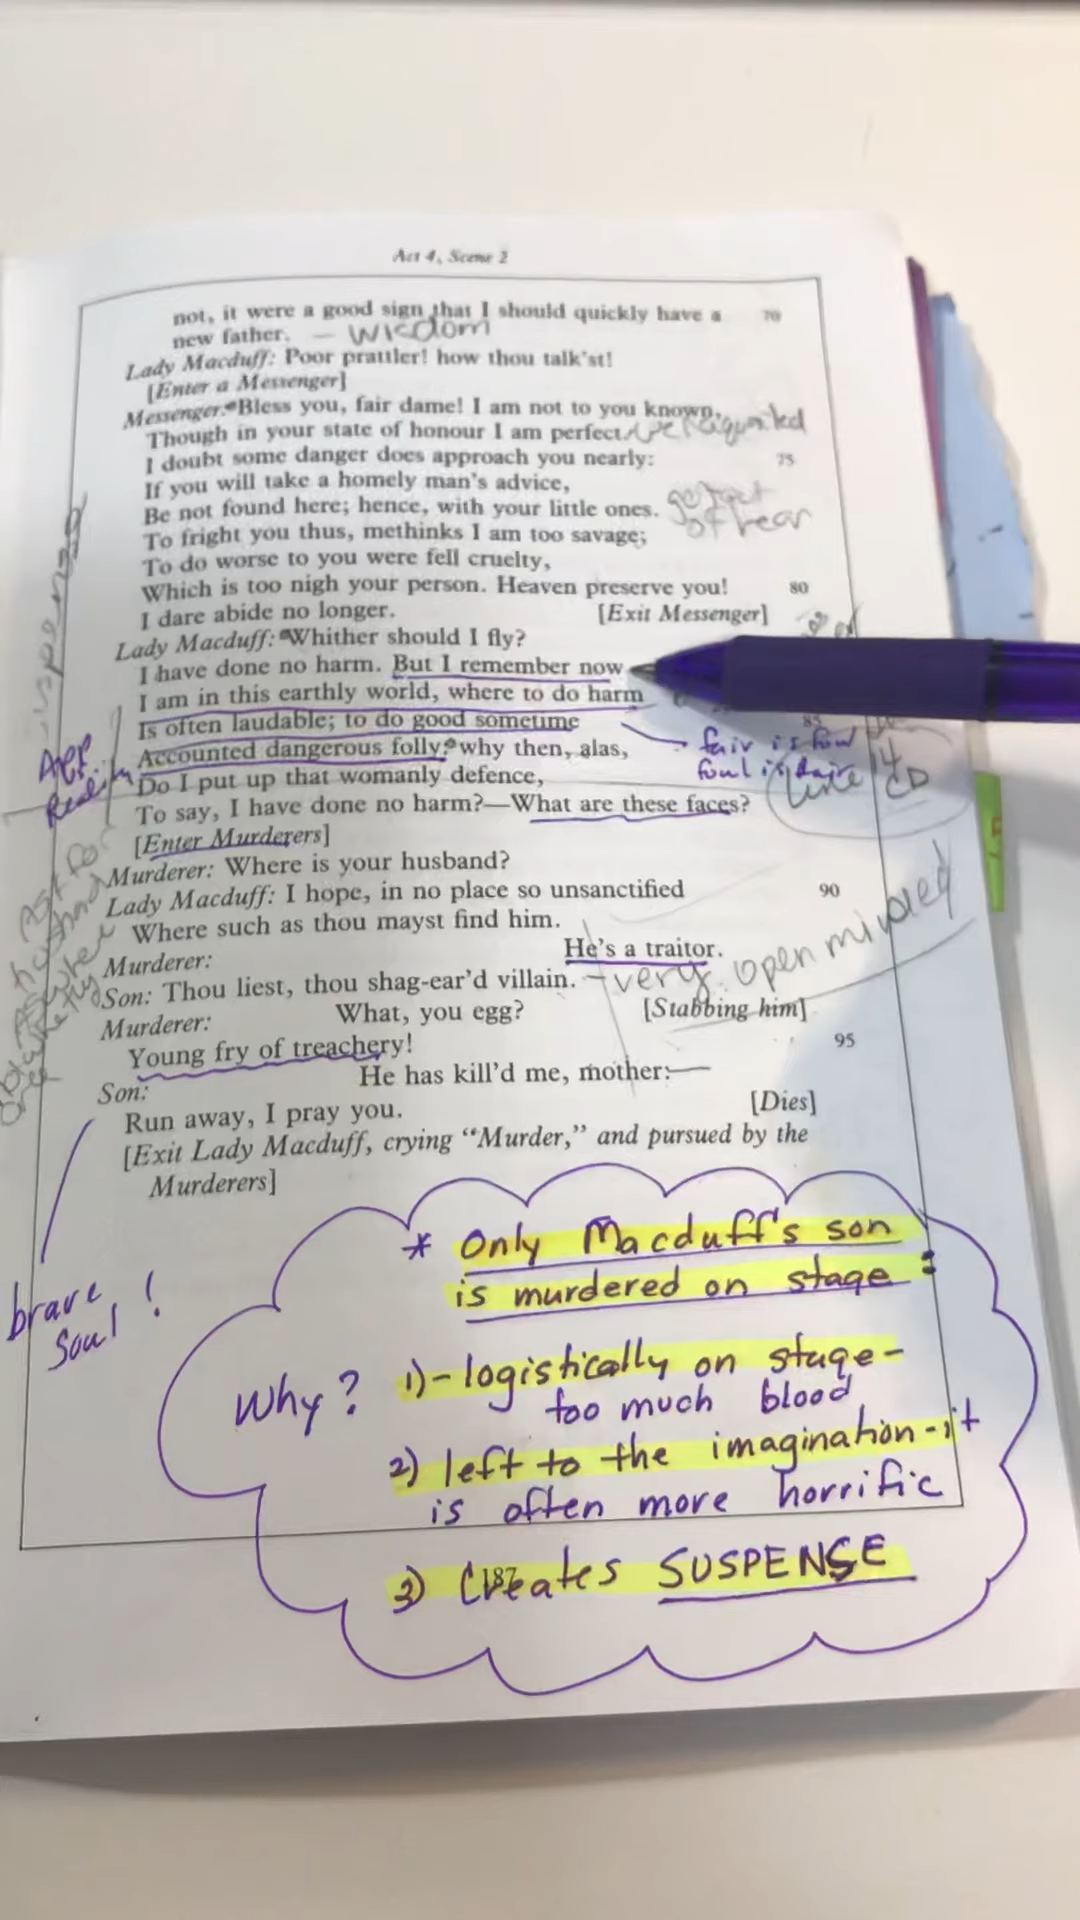 Act 4, Scene 2
not, it were a good sign that I should quickly have a 70
new father. – wisdom
Lady Macduff: Poor prattler! how thou talk'st!
[Enter a Messenger]
Messenger: Bless you, fair dame! I am not to you known,
Though in your state of honour I am perfect.
I doubt some danger does approach you nearly: 75
If you will take a homely man's advice,
Be not found here; hence, with your little ones.
To fright you thus, methinks I am too savage;
of fear
To do worse to you were fell cruelty,
Which is too nigh your person. Heaven preserve you! 80
I dare abide no longer. [Exit Messenger]
Lady Macduff: Whither should I fly?
I have done no harm. But I remember now
I am in this earthly world, where to do harm
Is often laudable; to do good sometime 85
Accounted dangerous folly: why then, alas,
fair is foul
foul is
Do I put up that womanly defence,
To say, I have done no harm?—What are these faces?
[Enter Murderers]
Murderer: Where is your husband?
Lady Macduff: I hope, in no place so unsanctified 90
Where such as thou mayst find him.
Murderer: He's a traitor.
Son: Thou liest, thou shag-ear'd villain. – very open minded
Murderer: What, you egg? [Stabbing him]
Young fry of treachery! 95
Son: He has kill'd me, mother:—
Run away, I pray you. [Dies]
[Exit Lady Macduff, crying "Murder," and pursued by the
Murderers]
suspense
App
Reality
husband
brave
soul!
* Only Macduff's son
is murdered on stage:
Why? 1) - logistically on stage -
too much blood
2) left to the imagination - it
is often more horrific
3) Creates SUSPENSE
187